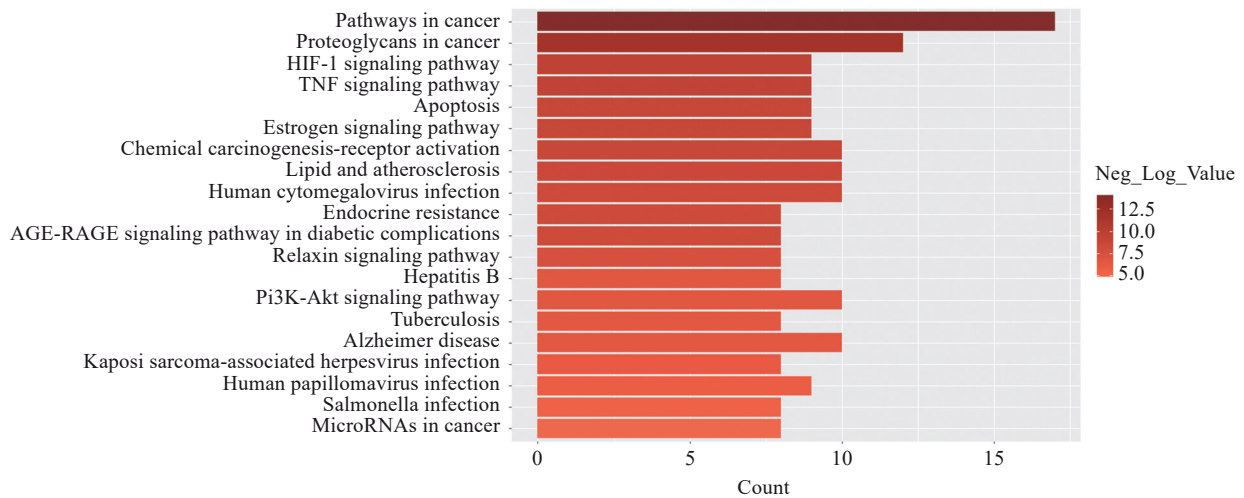 Pathways in cancer
Proteoglycans in cancer
HIF-1 signaling pathway
TNF signaling pathway
Apoptosis
Estrogen signaling pathway
Chemical carcinogenesis-receptor activation
Lipid and atherosclerosis
Human cytomegalovirus infection
Endocrine resistance
AGE-RAGE signaling pathway in diabetic complications
Relaxin signaling pathway
Hepatitis B
Pi3K-Akt signaling pathway
Tuberculosis
Alzheimer disease
Kaposi sarcoma-associated herpesvirus infection
Human papillomavirus infection
Salmonella infection
MicroRNAs in cancer
0 5 10 15
Count
Neg_Log_Value
12.5
10.0
7.5
5.0